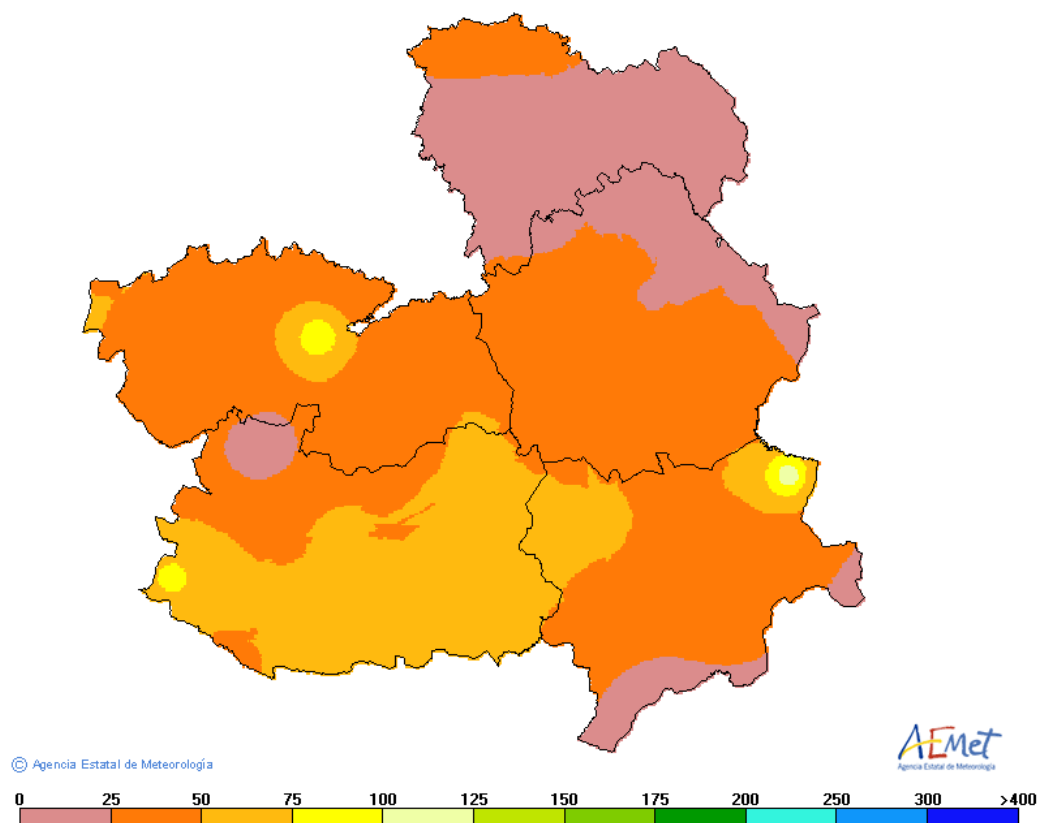 AEMet
Agencia Estatal de Meteorología
© Agencia Estatal de Meteorología
0 25 50 75 100 125 150 175 200 250 300 >400